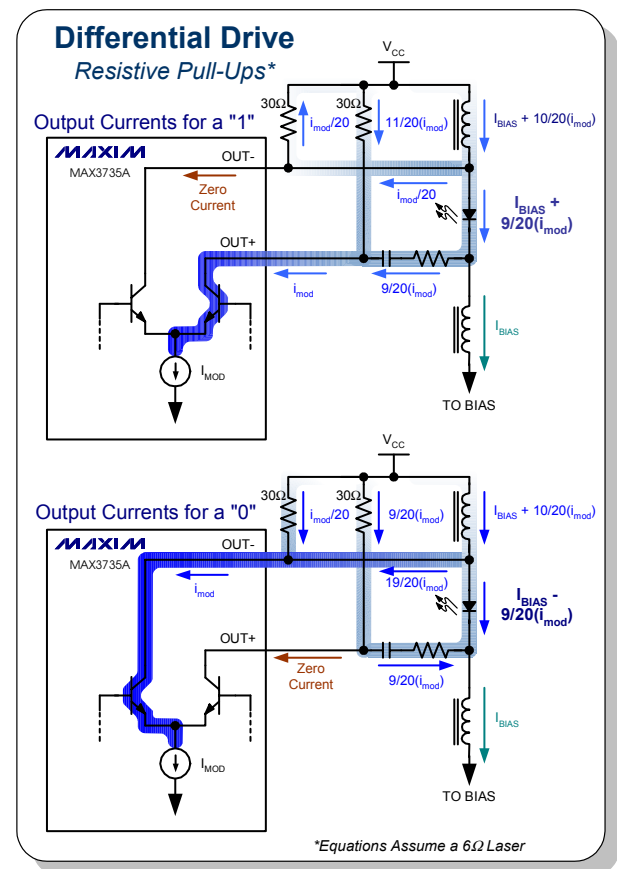 Differential Drive
Resistive Pull-Ups*
V_CC
30Ω
i_mod/20
30Ω
11/20(i_mod)
I_BIAS + 10/20(i_mod)
Output Currents for a "1"
MAXIM
MAX3735A
OUT-
Zero
Current
i_mod/20
I_BIAS +
9/20(i_mod)
OUT+
i_mod
9/20(i_mod)
I_BIAS
I_MOD
TO BIAS
V_CC
30Ω
i_mod/20
30Ω
9/20(i_mod)
I_BIAS + 10/20(i_mod)
Output Currents for a "0"
MAXIM
MAX3735A
OUT-
i_mod
19/20(i_mod)
I_BIAS -
9/20(i_mod)
OUT+
Zero
Current
9/20(i_mod)
I_BIAS
I_MOD
TO BIAS
*Equations Assume a 6Ω Laser